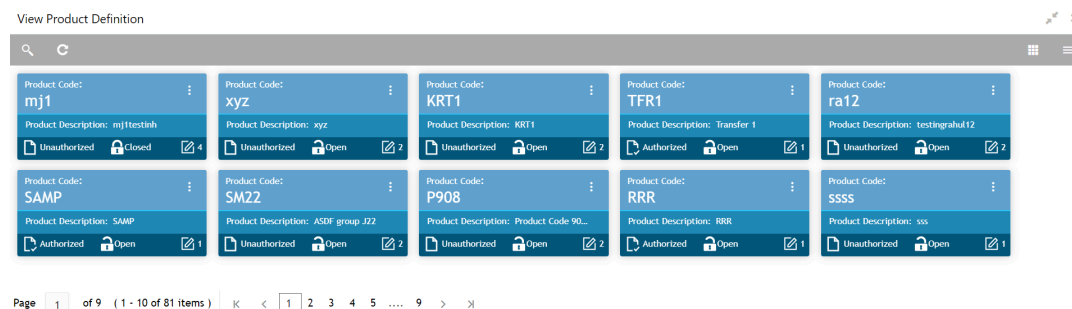 View Product Definition
Product Code:
mj1
Product Description: mj1testinh
Unauthorized Closed 4
Product Code:
xyz
Product Description: xyz
Unauthorized Open 2
Product Code:
KRT1
Product Description: KRT1
Unauthorized Open 2
Product Code:
TFR1
Product Description: Transfer 1
Authorized Open 1
Product Code:
ra12
Product Description: testingrahul12
Unauthorized Open 2
Product Code:
SAMP
Product Description: SAMP
Authorized Open 1
Product Code:
SM22
Product Description: ASDF group J22
Unauthorized Open 2
Product Code:
P908
Product Description: Product Code 90...
Unauthorized Open 2
Product Code:
RRR
Product Description: RRR
Authorized Open 1
Product Code:
ssss
Product Description: sss
Unauthorized Open 1
Page 1 of 9 ( 1 - 10 of 81 items ) 1 2 3 4 5 .... 9